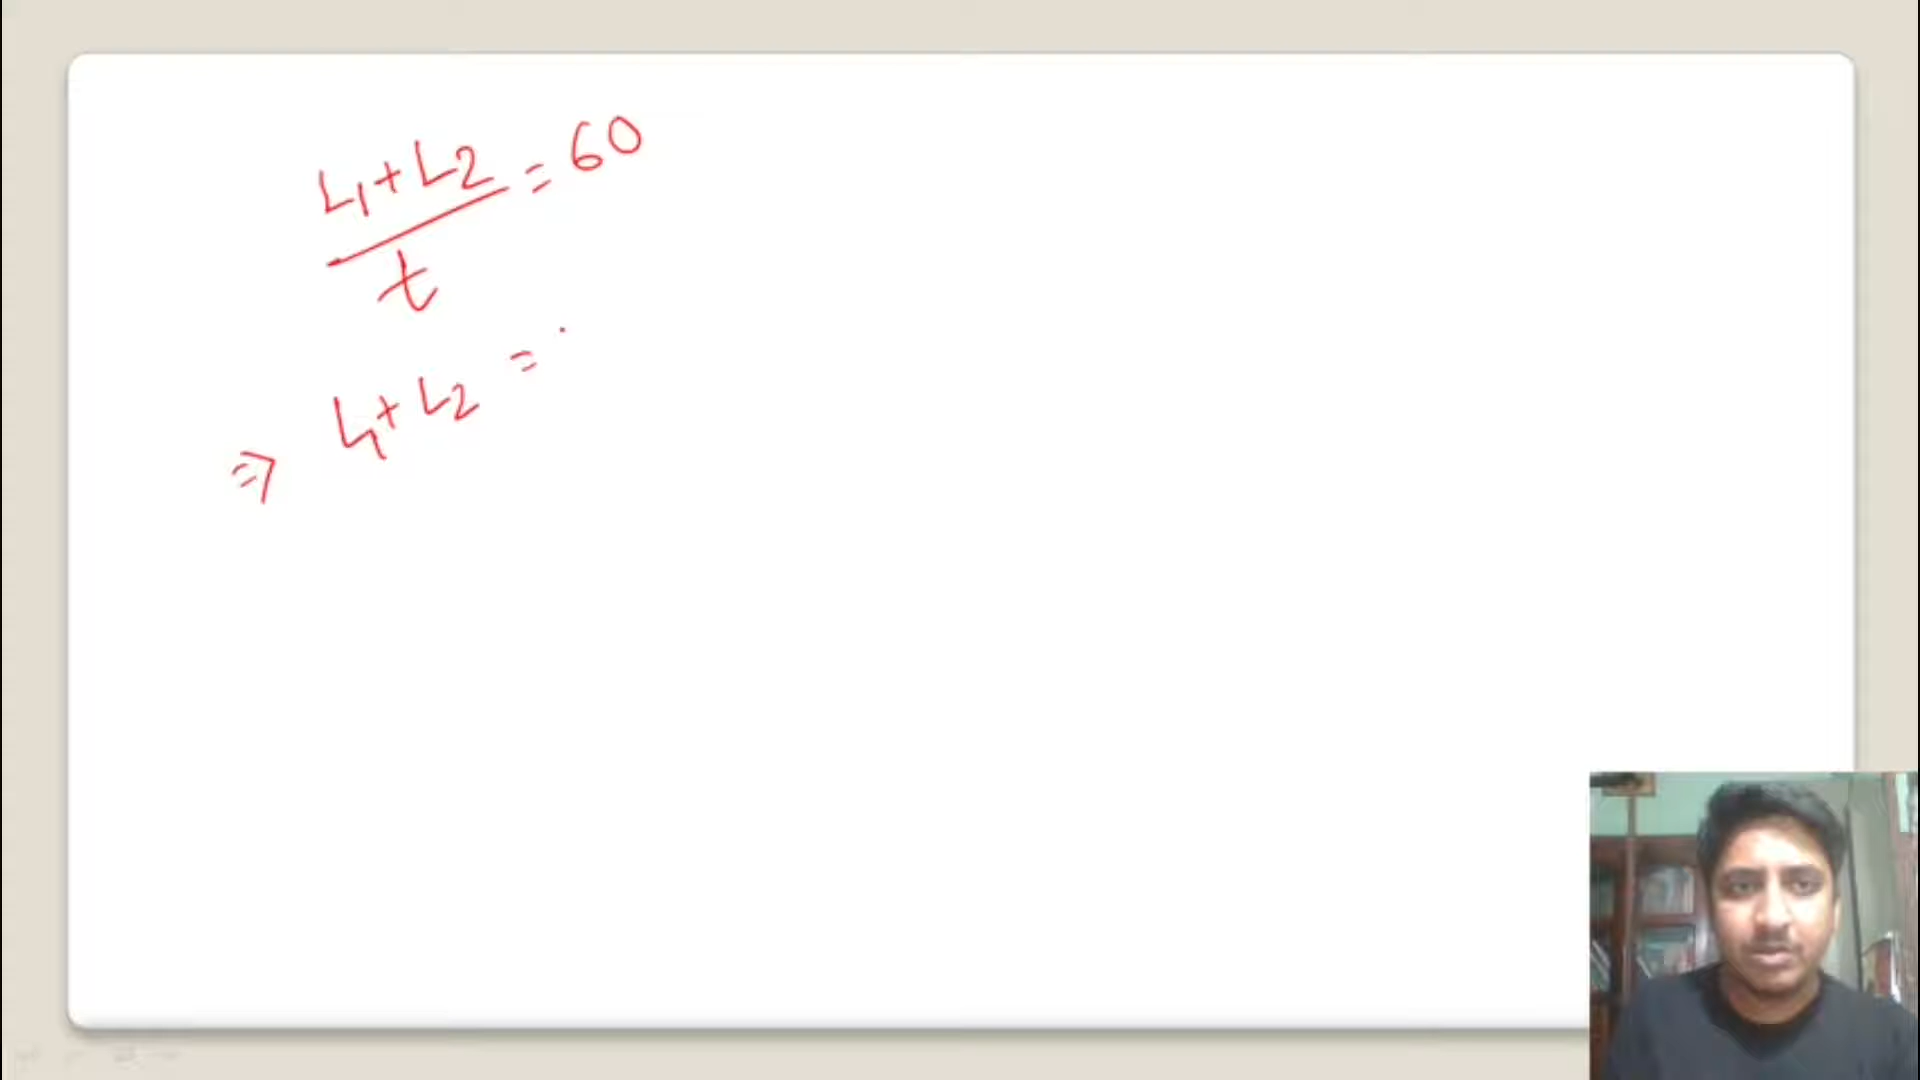 L1+L2 = 60
t
⇒ L1+L2 =